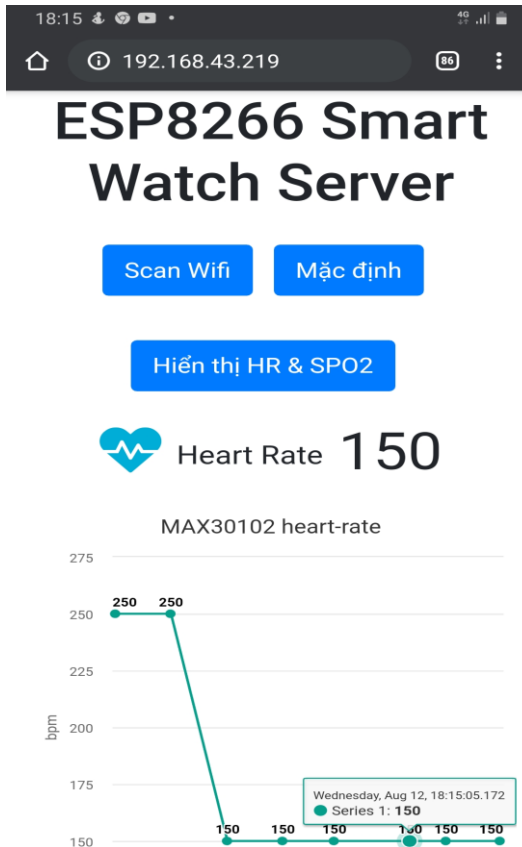 18:15
4G
192.168.43.219
86
ESP8266 Smart
Watch Server
Scan Wifi
Mặc định
Hiển thị HR & SPO2
Heart Rate 150
MAX30102 heart-rate
275
250 250
250
225
bpm
200
175
Wednesday, Aug 12, 18:15:05.172
Series 1: 150
150 150 150 150 150 150
150